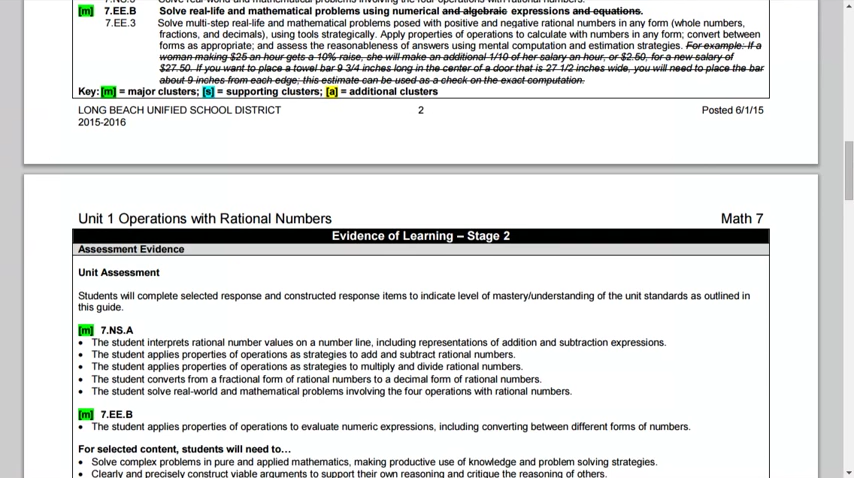 [m] 7.EE.B Solve real-life and mathematical problems using numerical and algebraic expressions and equations.
7.EE.3 Solve multi-step real-life and mathematical problems posed with positive and negative rational numbers in any form (whole numbers,
fractions, and decimals), using tools strategically. Apply properties of operations to calculate with numbers in any form; convert between
forms as appropriate; and assess the reasonableness of answers using mental computation and estimation strategies. For example: If a
woman making $25 an hour gets a 10% raise, she will make an additional 1/10 of her salary an hour, or $2.50, for a new salary of
$27.50. If you want to place a towel bar 9 3/4 inches long in the center of a door that is 27 1/2 inches wide, you will need to place the bar
about 9 inches from each edge; this estimate can be used as a check on the exact computation.
Key: [m] = major clusters; [s] = supporting clusters; [a] = additional clusters
LONG BEACH UNIFIED SCHOOL DISTRICT 2 Posted 6/1/15
2015-2016
Unit 1 Operations with Rational Numbers Math 7
Evidence of Learning – Stage 2
Assessment Evidence
Unit Assessment
Students will complete selected response and constructed response items to indicate level of mastery/understanding of the unit standards as outlined in
this guide.
[m] 7.NS.A
• The student interprets rational number values on a number line, including representations of addition and subtraction expressions.
• The student applies properties of operations as strategies to add and subtract rational numbers.
• The student applies properties of operations as strategies to multiply and divide rational numbers.
• The student converts from a fractional form of rational numbers to a decimal form of rational numbers.
• The student solve real-world and mathematical problems involving the four operations with rational numbers.
[m] 7.EE.B
• The student applies properties of operations to evaluate numeric expressions, including converting between different forms of numbers.
For selected content, students will need to…
• Solve complex problems in pure and applied mathematics, making productive use of knowledge and problem solving strategies.
• Clearly and precisely construct viable arguments to support their own reasoning and critique the reasoning of others.